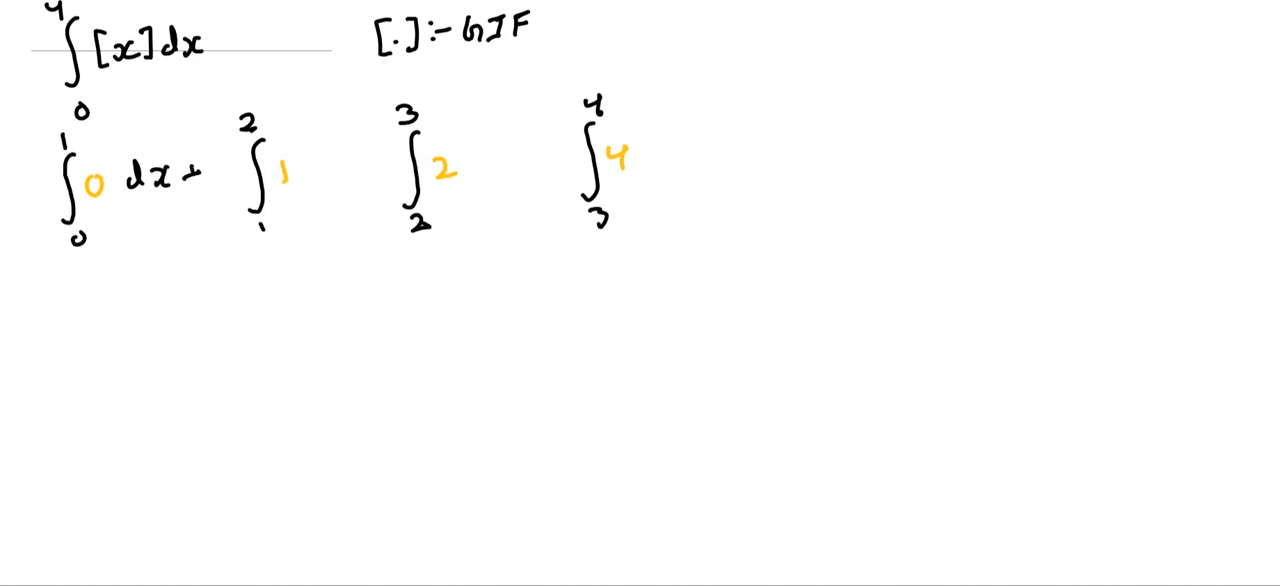 ∫₀⁴ [x] dx    [.] :- GIF
∫₀¹ 0 dx + ∫₁² 1    ∫₂³ 2    ∫₃⁴ 4